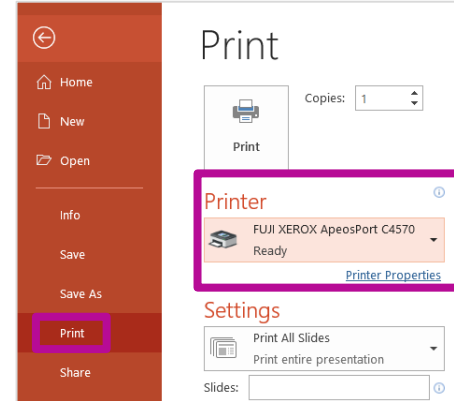 Print
Home
New
Open
Info
Save
Save As
Print
Share
Copies: 1
Print
Printer
FUJI XEROX ApeosPort C4570
Ready
Printer Properties
Settings
Print All Slides
Print entire presentation
Slides: